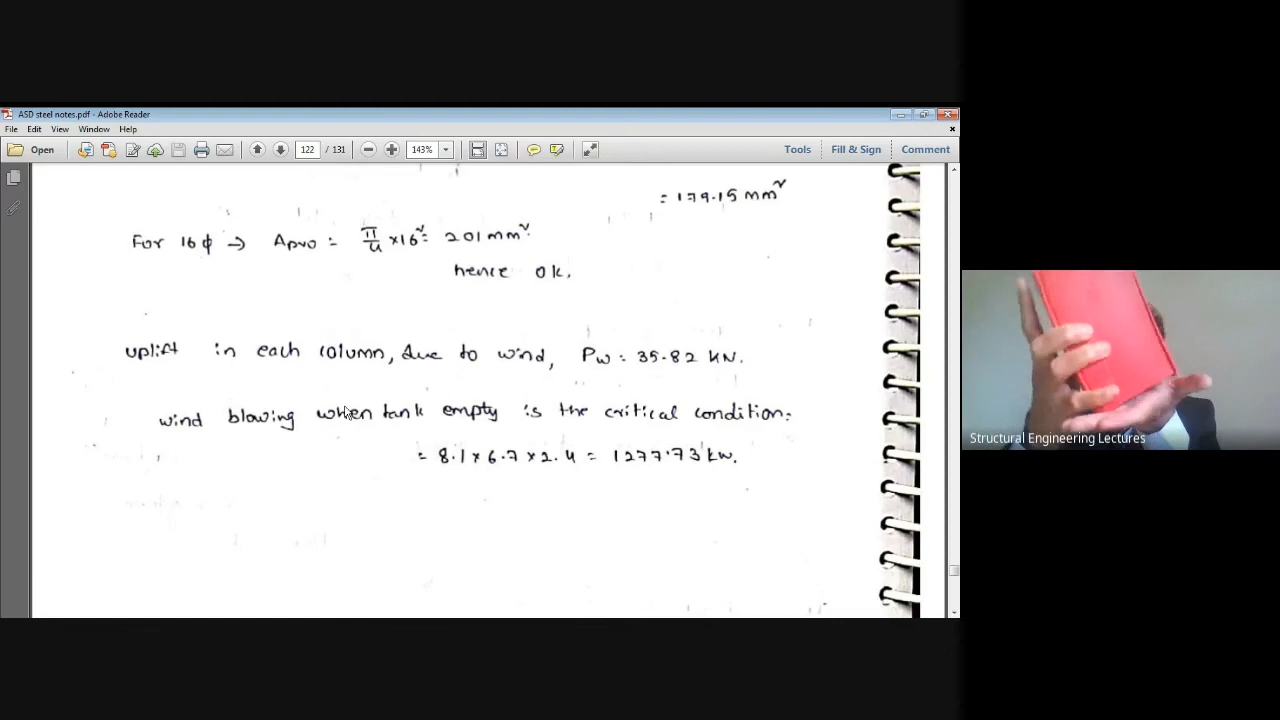 ASD steel notes.pdf - Adobe Reader
File Edit View Window Help
Open 122 / 131 143% Tools Fill & Sign Comment
= 179.15 mm²
For 16 ϕ → Apro = π/4 × 16² = 201 mm².
hence ok.
uplift in each column, due to wind, Pw = 35.82 KN.
wind blowing when tank empty is the critical condition.
= 8.1 × 6.7 × 2.4 = 1277.73 kN.
Structural Engineering Lectures